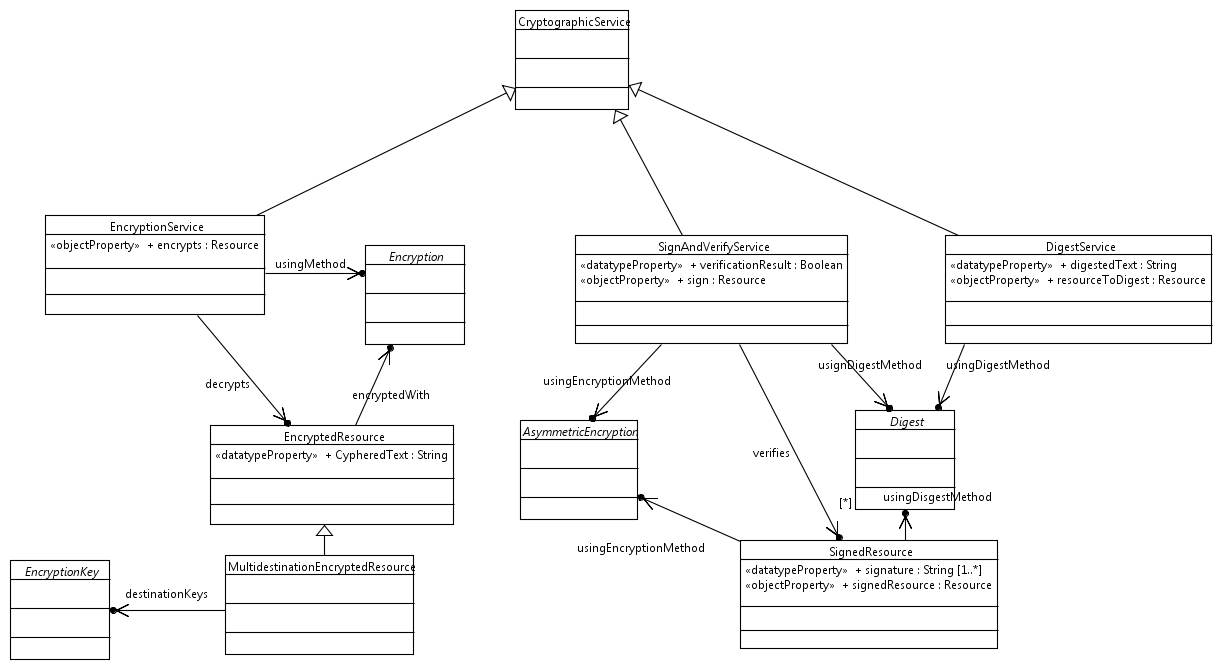 CryptographicService
EncryptionService
«objectProperty» + encrypts : Resource
usingMethod
Encryption
SignAndVerifyService
«datatypeProperty» + verificationResult : Boolean
«objectProperty» + sign : Resource
DigestService
«datatypeProperty» + digestedText : String
«objectProperty» + resourceToDigest : Resource
decrypts
encryptedWith
usingEncryptionMethod
usignDigestMethod
usingDigestMethod
EncryptedResource
«datatypeProperty» + CypheredText : String
AsymmetricEncryption
Digest
verifies
[*]
usingDisgestMethod
usingEncryptionMethod
SignedResource
«datatypeProperty» + signature : String [1..*]
«objectProperty» + signedResource : Resource
MultidestinationEncryptedResource
EncryptionKey
destinationKeys